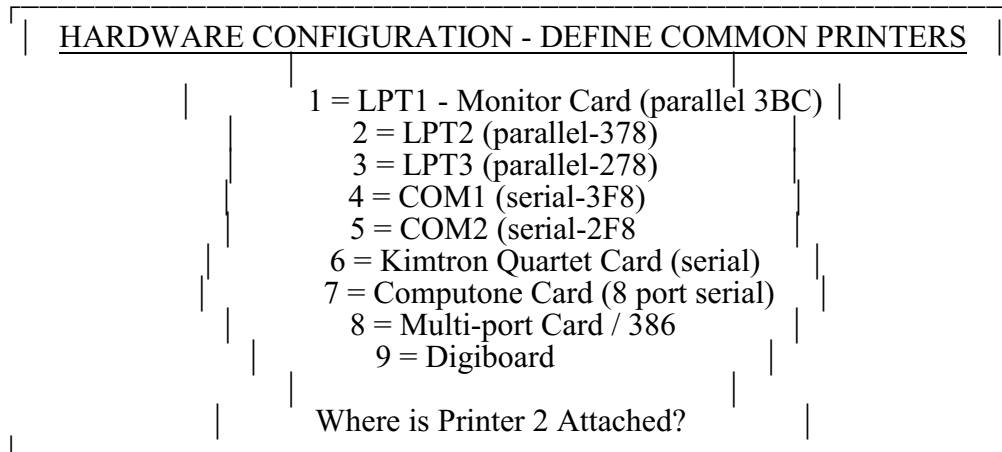 HARDWARE CONFIGURATION - DEFINE COMMON PRINTERS
1 = LPT1 - Monitor Card (parallel 3BC)
2 = LPT2 (parallel-378)
3 = LPT3 (parallel-278)
4 = COM1 (serial-3F8)
5 = COM2 (serial-2F8
6 = Kimtron Quartet Card (serial)
7 = Computone Card (8 port serial)
8 = Multi-port Card / 386
9 = Digiboard
Where is Printer 2 Attached?